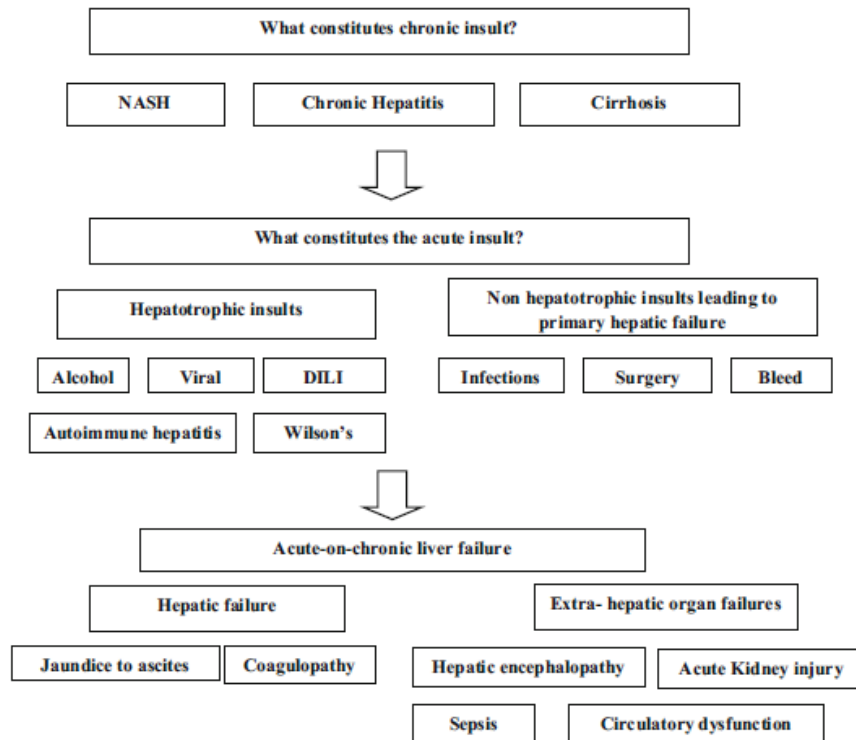 What constitutes chronic insult?
NASH
Chronic Hepatitis
Cirrhosis
What constitutes the acute insult?
Hepatotrophic insults
Non hepatotrophic insults leading to
primary hepatic failure
Alcohol
Viral
DILI
Infections
Surgery
Bleed
Autoimmune hepatitis
Wilson's
Acute-on-chronic liver failure
Hepatic failure
Extra- hepatic organ failures
Jaundice to ascites
Coagulopathy
Hepatic encephalopathy
Acute Kidney injury
Sepsis
Circulatory dysfunction